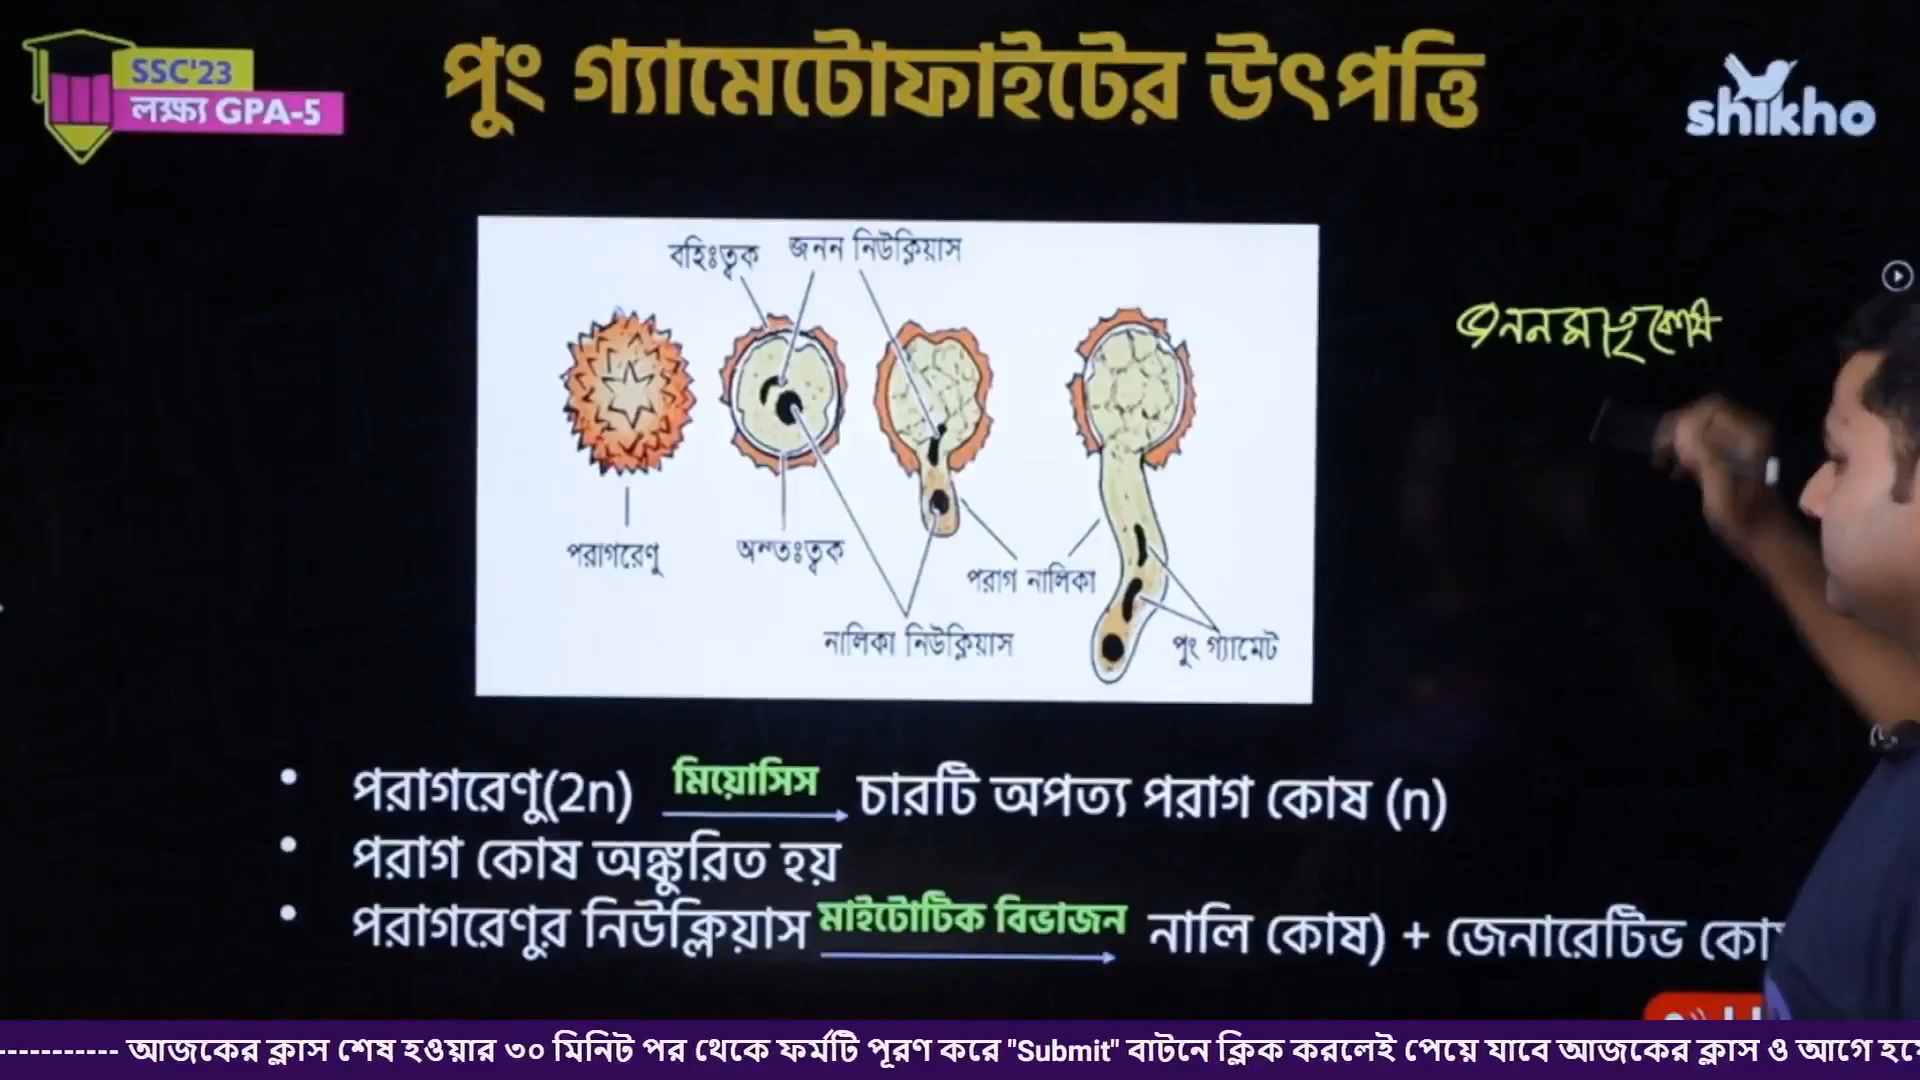 SSC'23
লক্ষ্য GPA-5
পুং গ্যামেটোফাইটের উৎপত্তি
shikho
বহিঃত্বক
জনন নিউক্লিয়াস
জনন মাতৃকোষ
পরাগরেণু
অন্তঃত্বক
পরাগ নালিকা
নালিকা নিউক্লিয়াস
পুং গ্যামেট
• পরাগরেণু(2n) মিয়োসিস চারটি অপত্য পরাগ কোষ (n)
• পরাগ কোষ অঙ্কুরিত হয়
• পরাগরেণুর নিউক্লিয়াস মাইটোটিক বিভাজন নালি কোষ) + জেনারেটিভ
----------- আজকের ক্লাস শেষ হওয়ার ৩০ মিনিট পর থেকে ফর্মটি পূরণ করে "Submit" বাটনে ক্লিক করলেই পেয়ে যাবে আজকের ক্লাস ও আগে